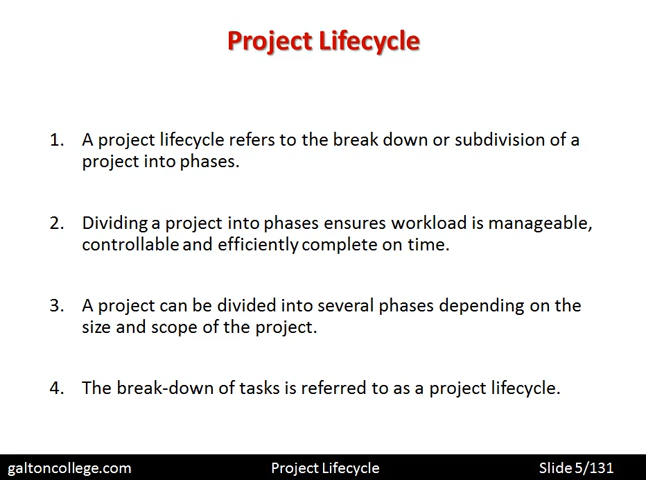 Project Lifecycle
1. A project lifecycle refers to the break down or subdivision of a
project into phases.
2. Dividing a project into phases ensures workload is manageable,
controllable and efficiently complete on time.
3. A project can be divided into several phases depending on the
size and scope of the project.
4. The break-down of tasks is referred to as a project lifecycle.
galtoncollege.com Project Lifecycle Slide 5/131